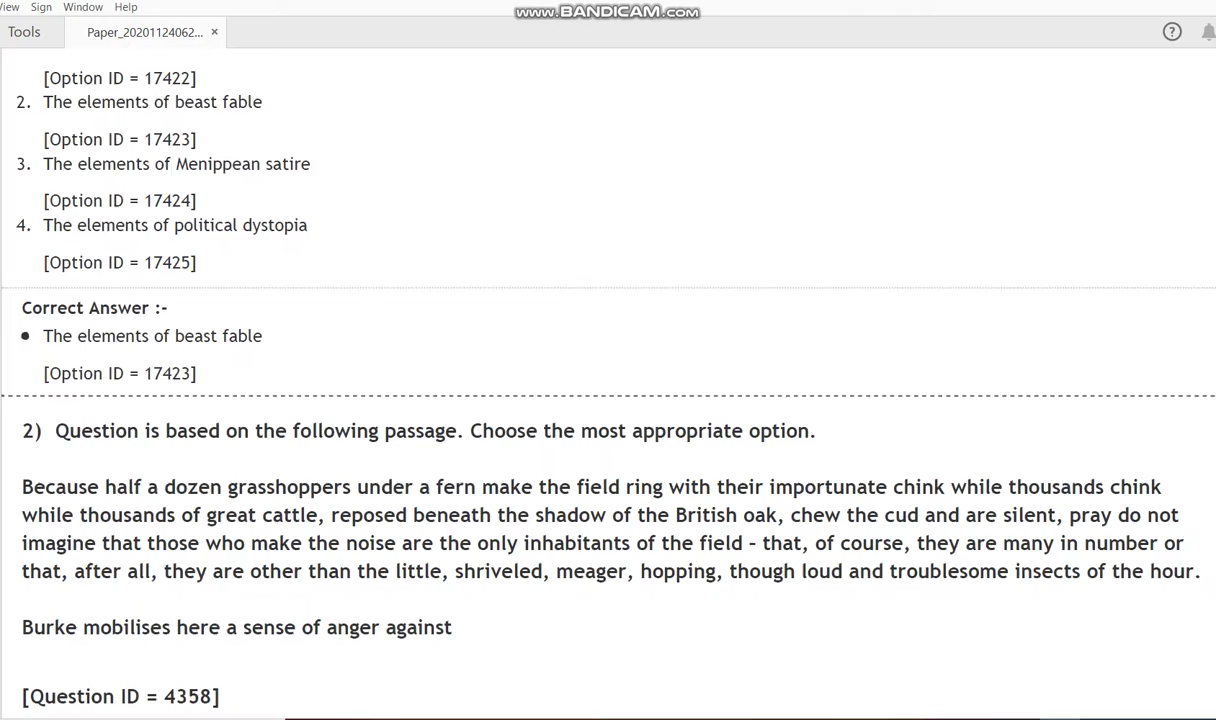 View Sign Window Help
www.BANDICAM.com
Tools Paper_20201124062... × ?
[Option ID = 17422]
2. The elements of beast fable
[Option ID = 17423]
3. The elements of Menippean satire
[Option ID = 17424]
4. The elements of political dystopia
[Option ID = 17425]
Correct Answer :-
• The elements of beast fable
[Option ID = 17423]
2) Question is based on the following passage. Choose the most appropriate option.
Because half a dozen grasshoppers under a fern make the field ring with their importunate chink while thousands chink
while thousands of great cattle, reposed beneath the shadow of the British oak, chew the cud and are silent, pray do not
imagine that those who make the noise are the only inhabitants of the field – that, of course, they are many in number or
that, after all, they are other than the little, shriveled, meager, hopping, though loud and troublesome insects of the hour.
Burke mobilises here a sense of anger against
[Question ID = 4358]